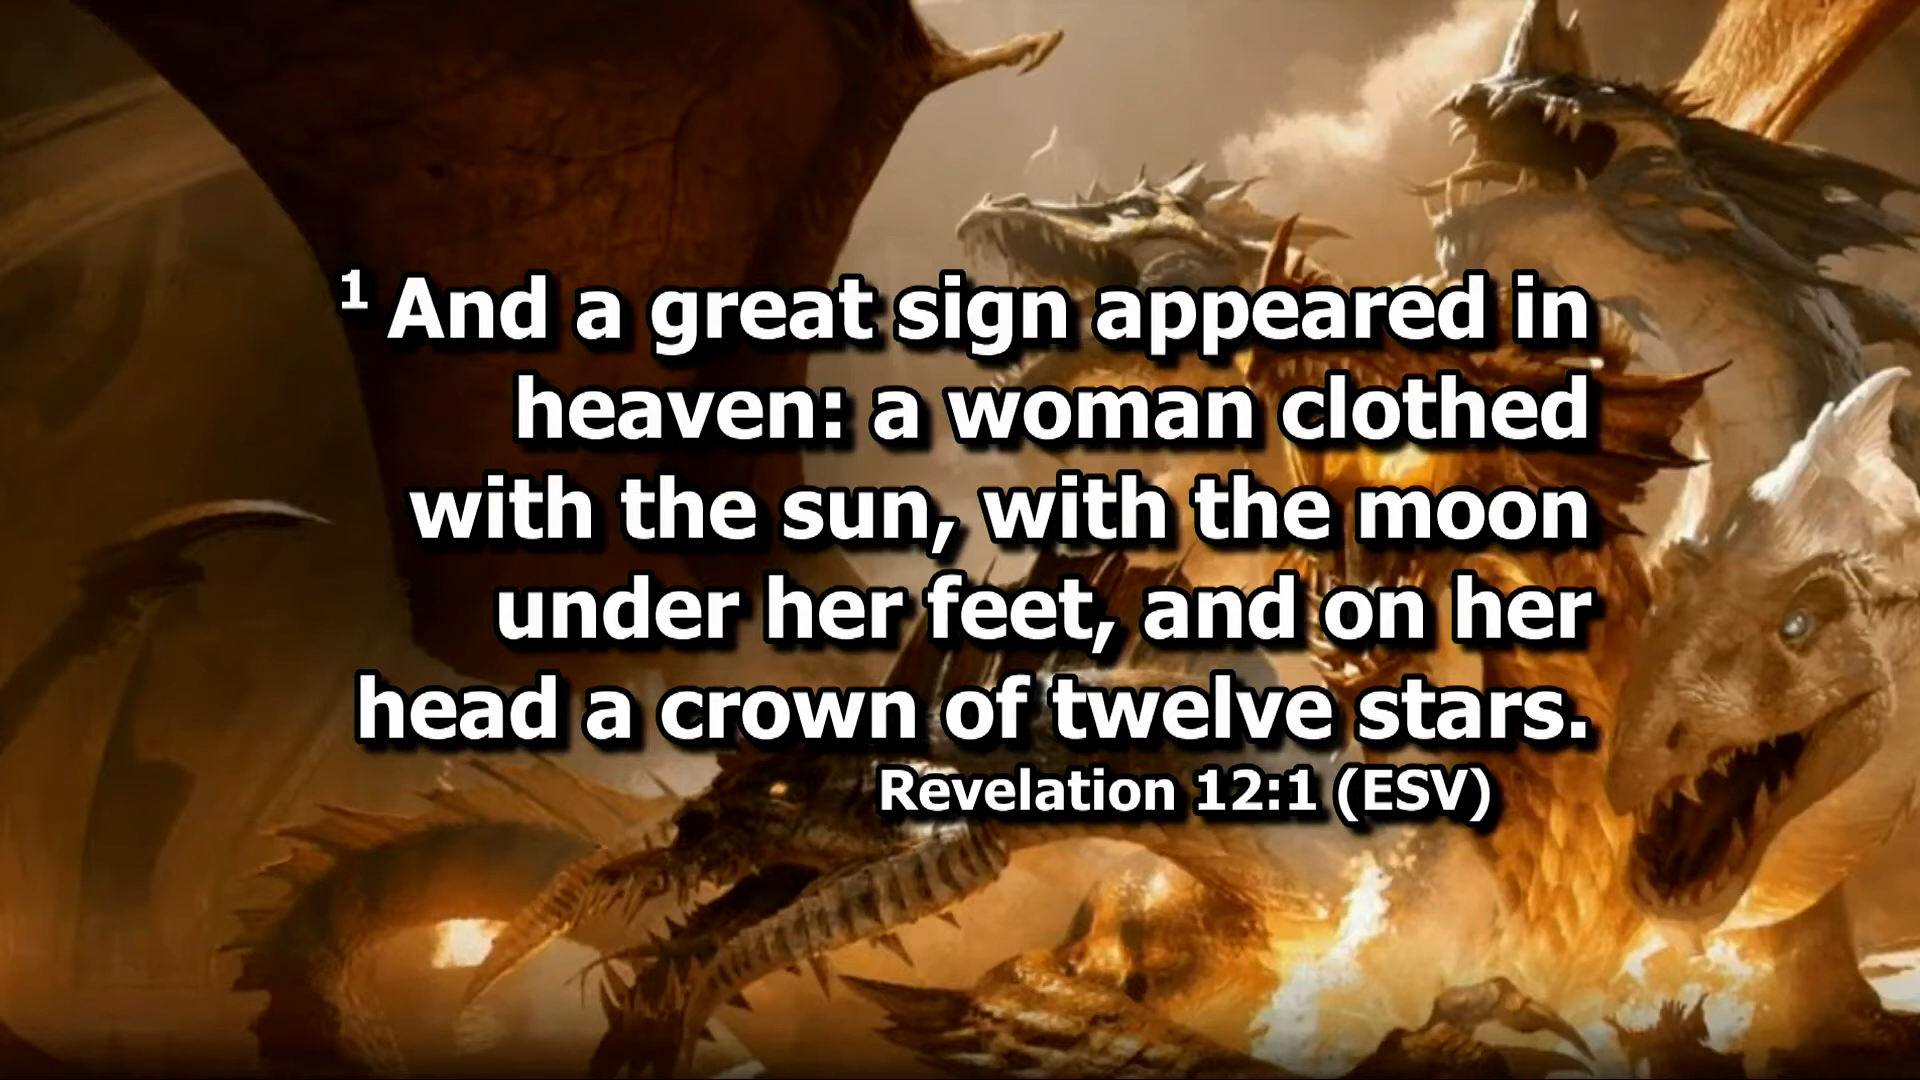 1 And a great sign appeared in
heaven: a woman clothed
with the sun, with the moon
under her feet, and on her
head a crown of twelve stars.
Revelation 12:1 (ESV)